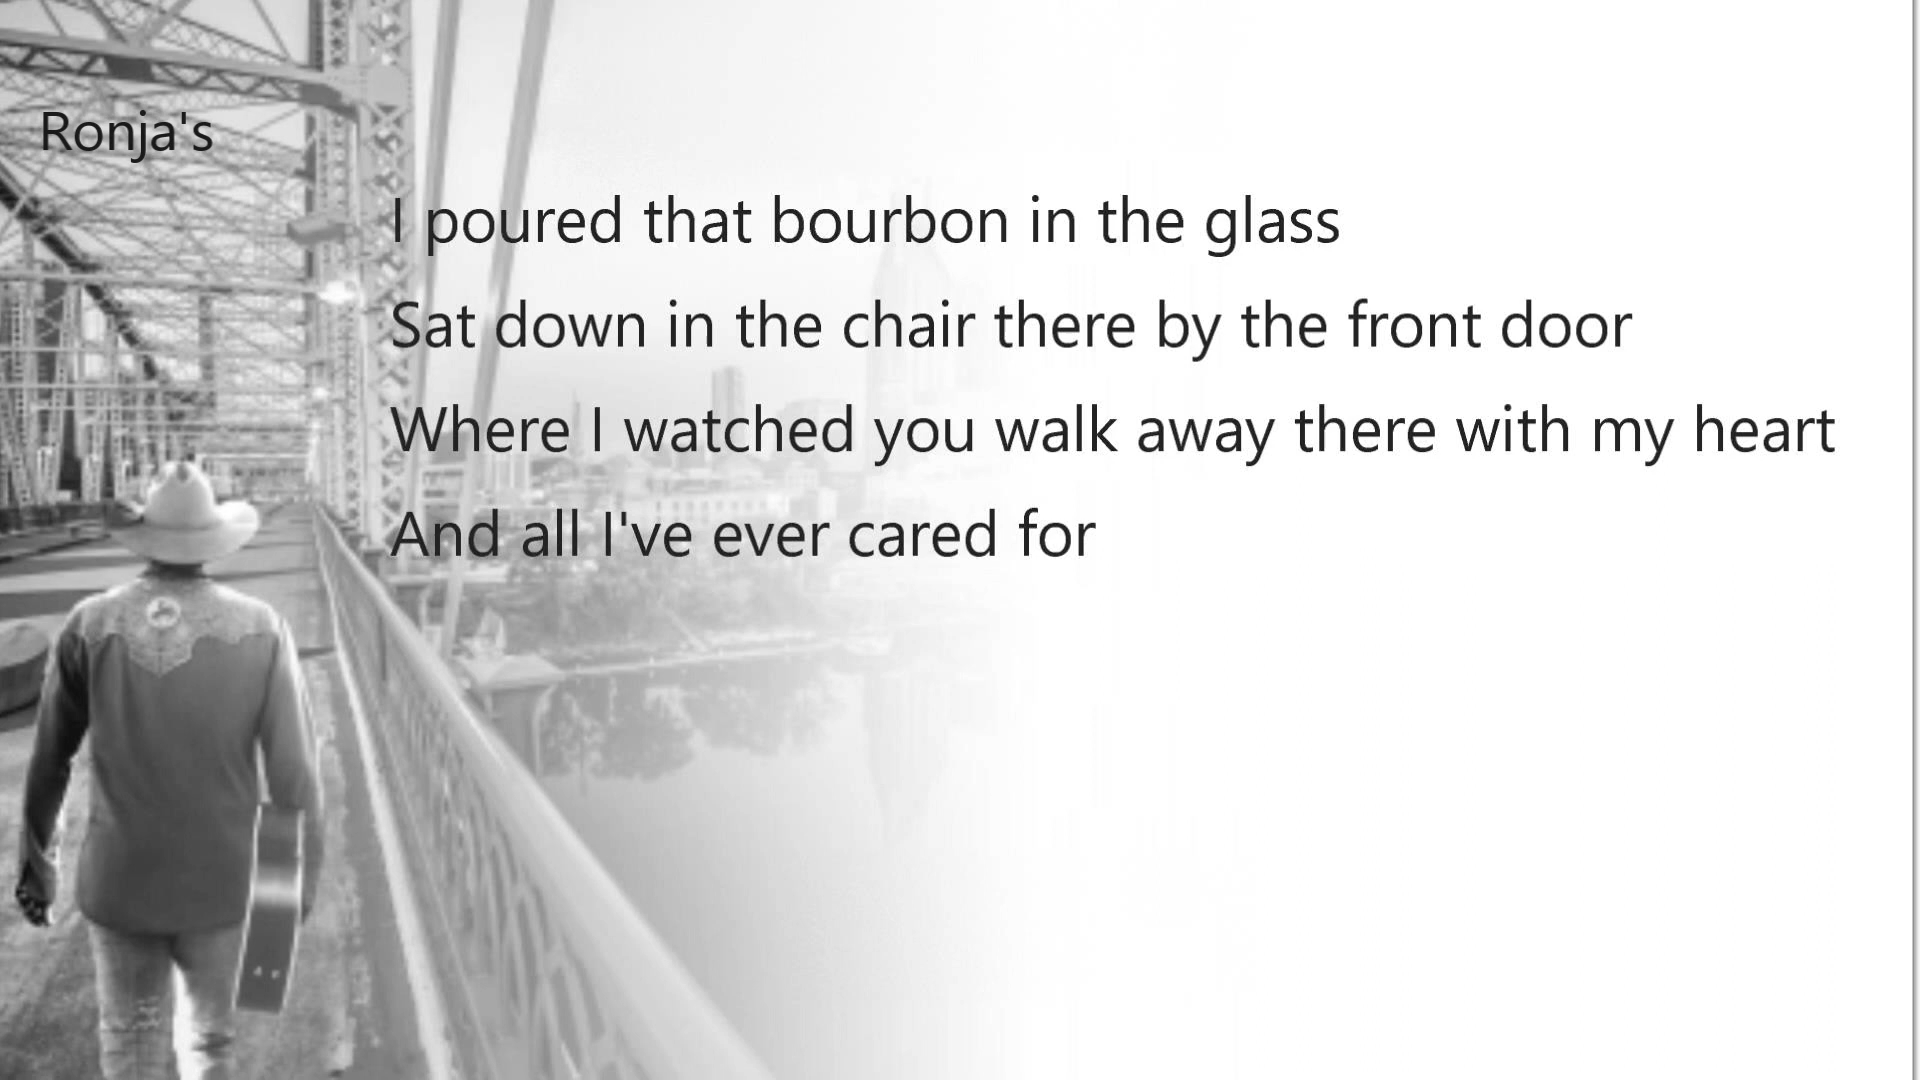 Ronja's
I poured that bourbon in the glass
Sat down in the chair there by the front door
Where I watched you walk away there with my heart
And all I've ever cared for